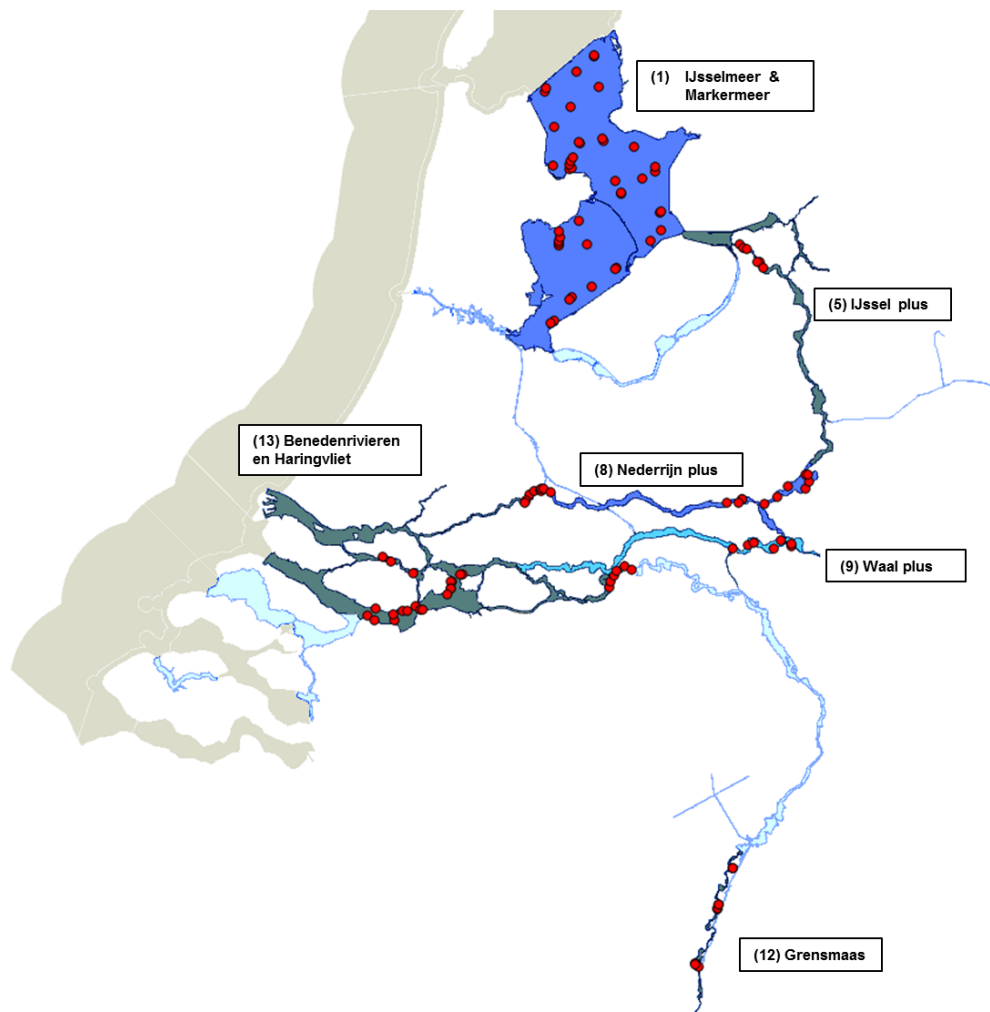 (1) IJsselmeer &
Markermeer
(5) IJssel plus
(13) Benedenrivieren
en Haringvliet
(8) Nederrijn plus
(9) Waal plus
(12) Grensmaas